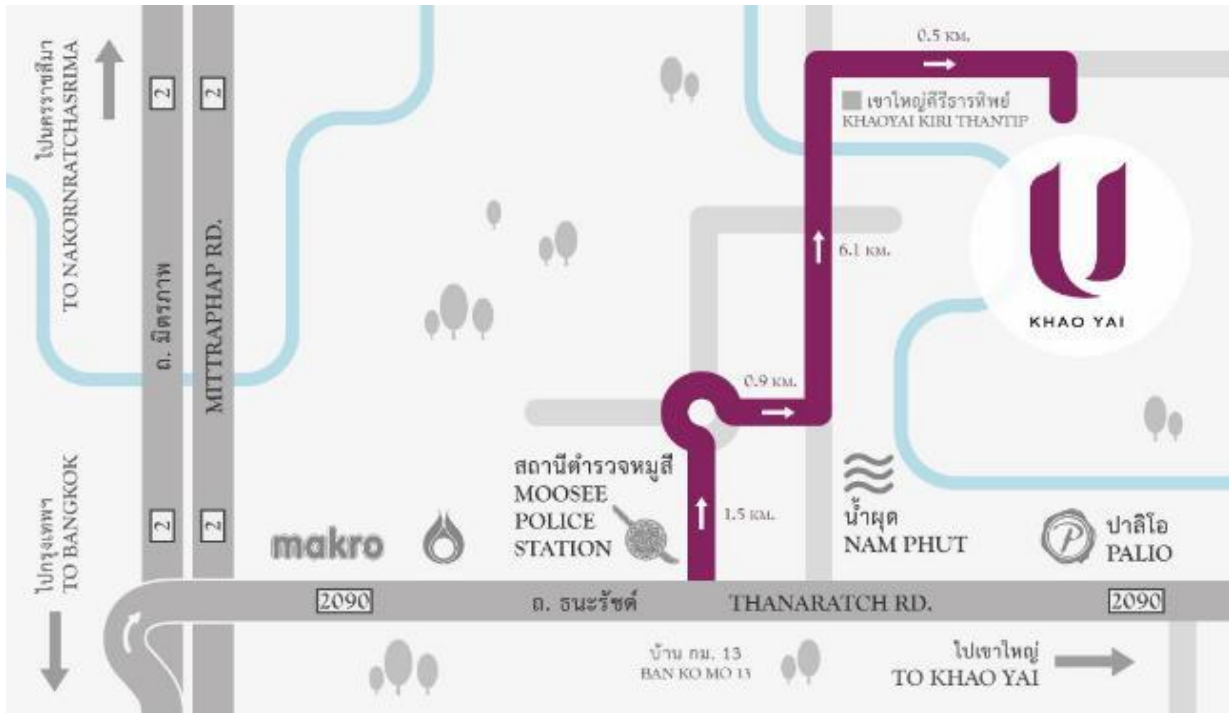 ไปนครราชสีมา
TO NAKORNRATCHASRIMA
2
2
ถ. มิตรภาพ
MITTRAPHAP RD.
2
2
ไปกรุงเทพฯ
TO BANGKOK
0.5 KM.
เขาใหญ่คีรีธารทิพย์
KHAOYAI KIRI THANTIP
6.1 KM.
KHAO YAI
0.9 KM.
สถานีตำรวจหมูสี
MOOSEE
POLICE
STATION
1.5 KM.
makro
น้ำผุด
NAM PHUT
P
ปาลิโอ
PALIO
2090
ถ. ธนะรัชต์
THANARATCH RD.
2090
บ้าน กม. 13
BAN KO MO 13
ไปเขาใหญ่
TO KHAO YAI